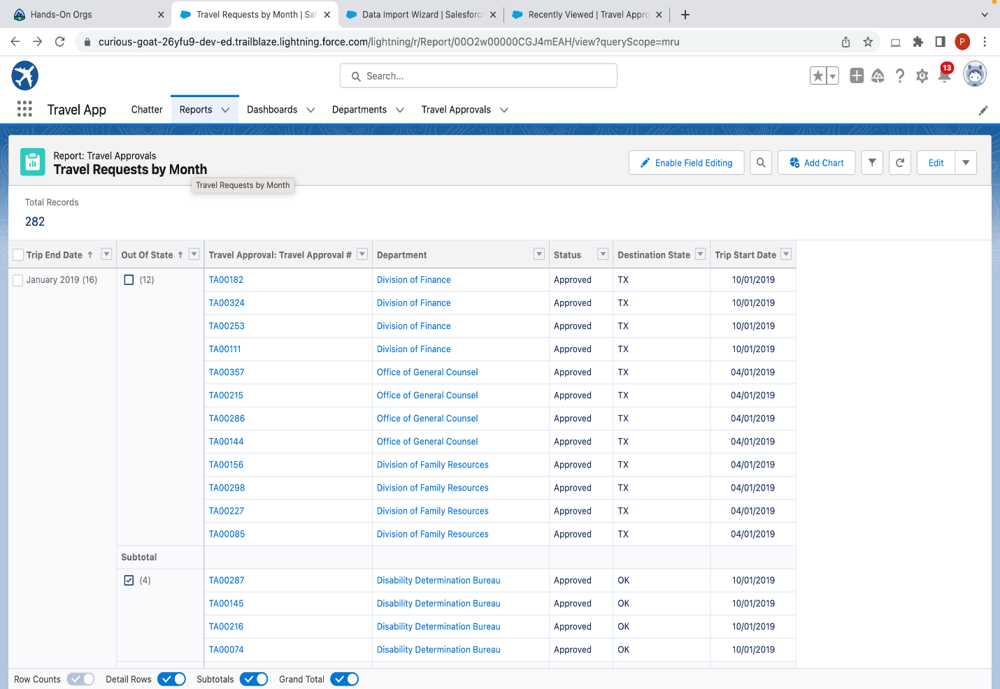 Hands-On Orgs
Travel Requests by Month | Sal
Data Import Wizard | Salesforc
Recently Viewed | Travel Appro
curious-goat-26yfu9-dev-ed.trailblaze.lightning.force.com/lightning/r/Report/00O2w00000CGJ4mEAH/view?queryScope=mru
P
Search...
13
Travel App
Chatter
Reports
Dashboards
Departments
Travel Approvals
Report: Travel Approvals
Travel Requests by Month
Enable Field Editing
Add Chart
Edit
Travel Requests by Month
Total Records
282
Trip End Date ↑ Out Of State ↑ Travel Approval: Travel Approval # Department Status Destination State Trip Start Date
January 2019 (16) (12) TA00182 Division of Finance Approved TX 10/01/2019
TA00324 Division of Finance Approved TX 10/01/2019
TA00253 Division of Finance Approved TX 10/01/2019
TA00111 Division of Finance Approved TX 10/01/2019
TA00357 Office of General Counsel Approved TX 04/01/2019
TA00215 Office of General Counsel Approved TX 04/01/2019
TA00286 Office of General Counsel Approved TX 04/01/2019
TA00144 Office of General Counsel Approved TX 04/01/2019
TA00156 Division of Family Resources Approved TX 04/01/2019
TA00298 Division of Family Resources Approved TX 04/01/2019
TA00227 Division of Family Resources Approved TX 04/01/2019
TA00085 Division of Family Resources Approved TX 04/01/2019
Subtotal
(4) TA00287 Disability Determination Bureau Approved OK 10/01/2019
TA00145 Disability Determination Bureau Approved OK 10/01/2019
TA00216 Disability Determination Bureau Approved OK 10/01/2019
TA00074 Disability Determination Bureau Approved OK 10/01/2019
Row Counts Detail Rows Subtotals Grand Total